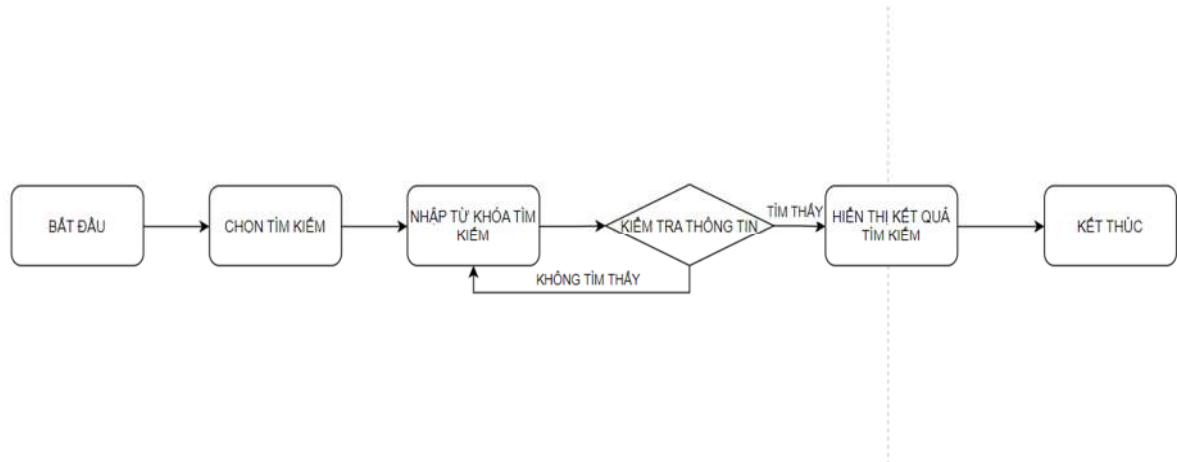 BẮT ĐẦU
CHỌN TÌM KIẾM
NHẬP TỪ KHÓA TÌM
KIẾM
KIỂM TRA THÔNG TIN
TÌM THẤY
KHÔNG TÌM THẤY
HIỂN THỊ KẾT QUẢ
TÌM KIẾM
KẾT THÚC